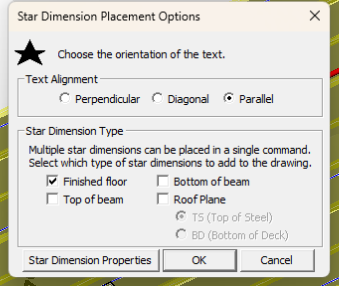 Star Dimension Placement Options
Choose the orientation of the text.
Text Alignment
Perpendicular Diagonal Parallel
Star Dimension Type
Multiple star dimensions can be placed in a single command.
Select which type of star dimensions to add to the drawing.
Finished floor Bottom of beam
Top of beam Roof Plane
TS (Top of Steel)
BD (Bottom of Deck)
Star Dimension Properties OK Cancel